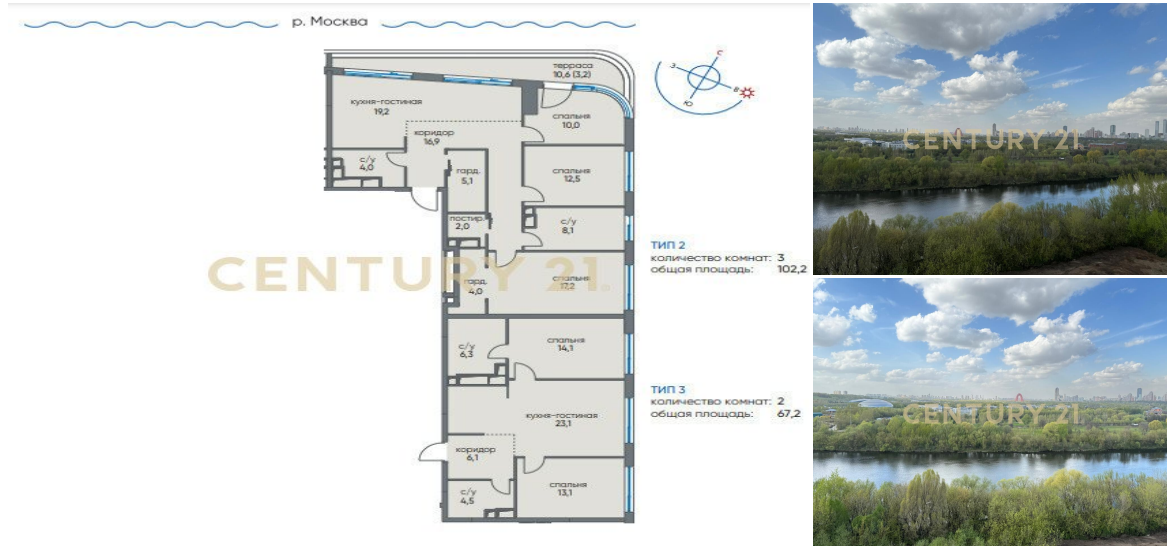 р. Москва
терраса
10,6 (3,2)
С
З
В
Ю
кухня-гостиная
19,2
спальня
10,0
коридор
16,9
с/у
4,0
гард.
5,1
спальня
12,5
постир.
2,0
с/у
8,1
гард.
4,0
спальня
17,2
CENTURY 21.
ТИП 2
количество комнат: 3
общая площадь: 102,2
с/у
6,3
спальня
14,1
кухня-гостиная
23,1
коридор
6,1
с/у
4,5
спальня
13,1
ТИП 3
количество комнат: 2
общая площадь: 67,2
CENTURY 21.
CENTURY 21.